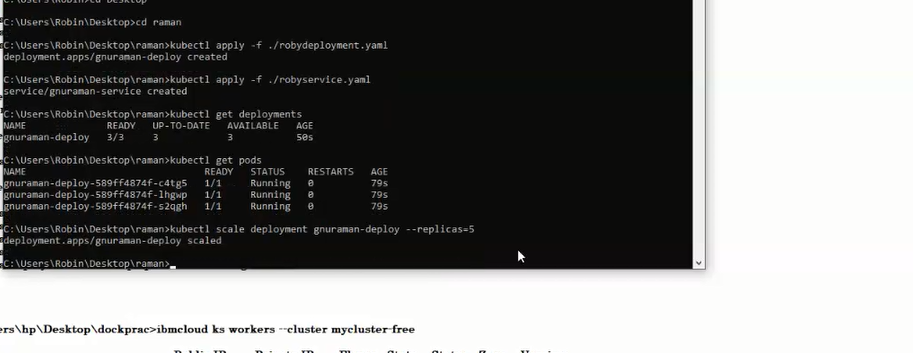 C:\Users\Robin\Desktop>cd raman
C:\Users\Robin\Desktop\raman>kubectl apply -f ./robydeployment.yaml
deployment.apps/gnuraman-deploy created
C:\Users\Robin\Desktop\raman>kubectl apply -f ./robyservice.yaml
service/gnuraman-service created
C:\Users\Robin\Desktop\raman>kubectl get deployments
NAME READY UP-TO-DATE AVAILABLE AGE
gnuraman-deploy 3/3 3 3 50s
C:\Users\Robin\Desktop\raman>kubectl get pods
NAME READY STATUS RESTARTS AGE
gnuraman-deploy-589ff4874f-c4tg5 1/1 Running 0 79s
gnuraman-deploy-589ff4874f-lhgwp 1/1 Running 0 79s
gnuraman-deploy-589ff4874f-s2qgh 1/1 Running 0 79s
C:\Users\Robin\Desktop\raman>kubectl scale deployment gnuraman-deploy --replicas=5
deployment.apps/gnuraman-deploy scaled
C:\Users\Robin\Desktop\raman>
ers\hp\Desktop\dockprac>ibmcloud ks workers --cluster mycluster-free